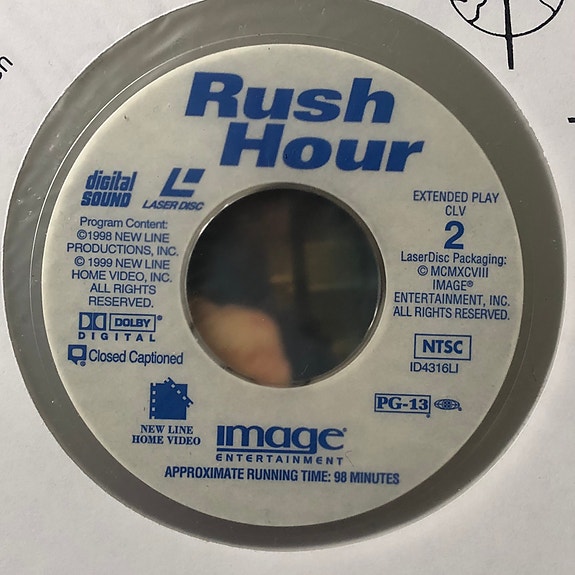 Rush
Hour
digital
SOUND
LASER DISC
Program Content:
©1998 NEW LINE
PRODUCTIONS, INC.
© 1999 NEW LINE
HOME VIDEO, INC.
ALL RIGHTS
RESERVED.
DOLBY®
DIGITAL
Closed Captioned
EXTENDED PLAY
CLV
2
LaserDisc Packaging:
© MCMXCVIII
IMAGE®
ENTERTAINMENT, INC.
ALL RIGHTS RESERVED.
NTSC
ID4316LI
PG-13
NEW LINE
HOME VIDEO
image®
ENTERTAINMENT
APPROXIMATE RUNNING TIME: 98 MINUTES